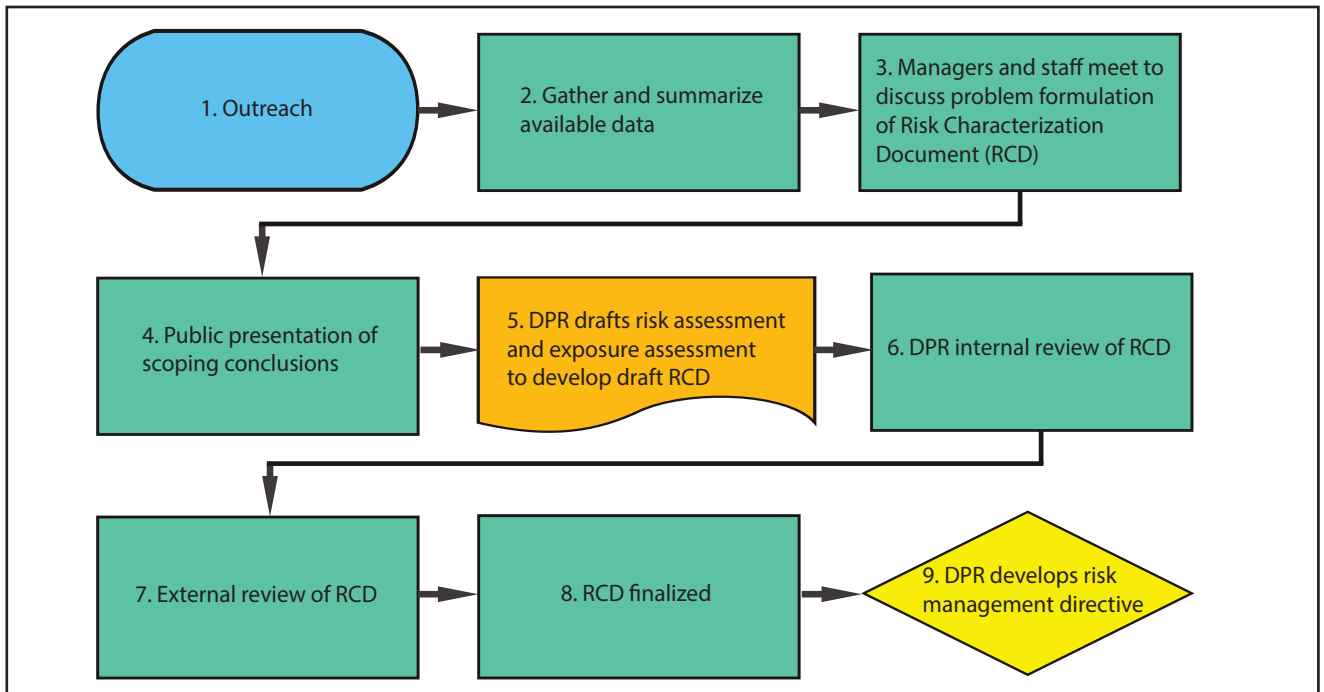 1. Outreach
2. Gather and summarize
available data
3. Managers and staff meet to
discuss problem formulation
of Risk Characterization
Document (RCD)
4. Public presentation of
scoping conclusions
5. DPR drafts risk assessment
and exposure assessment
to develop draft RCD
6. DPR internal review of RCD
7. External review of RCD
8. RCD finalized
9. DPR develops risk
management directive